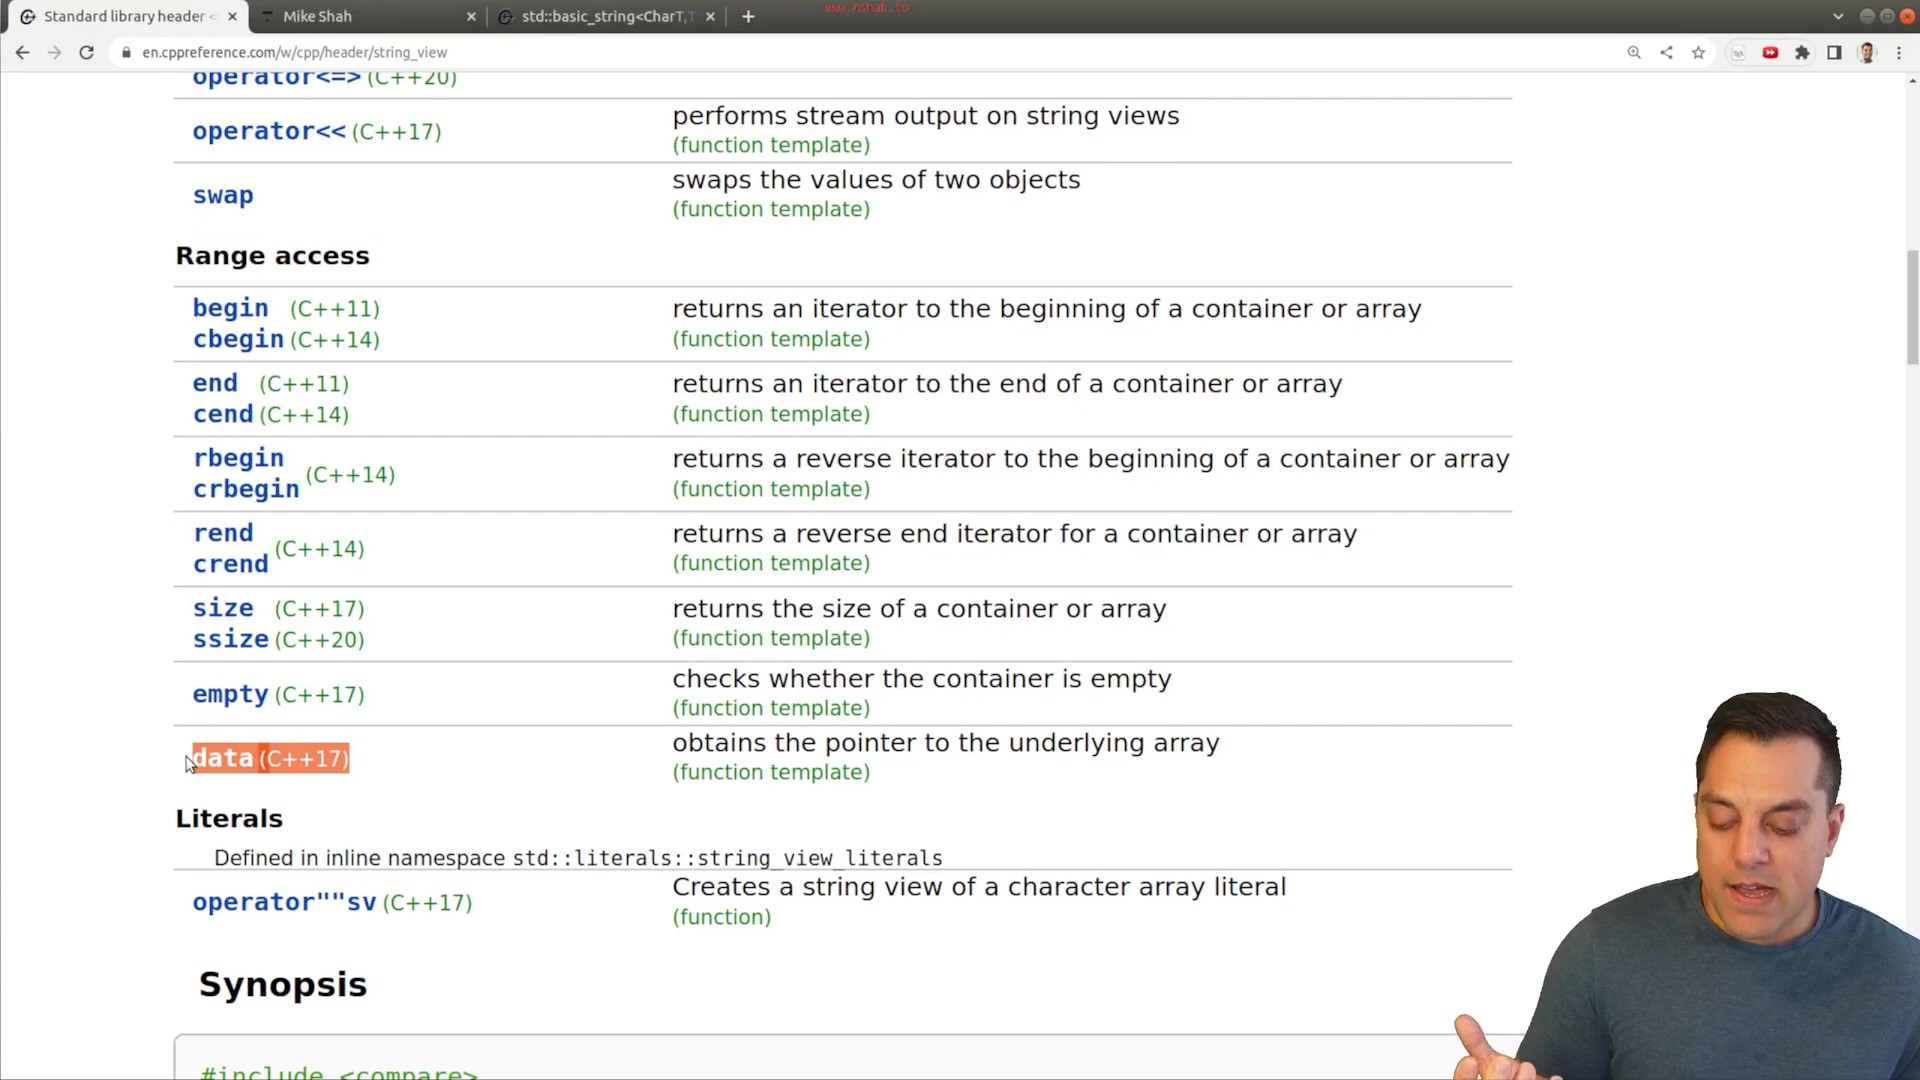 Standard library header <
Mike Shah
std::basic_string<CharT,T
www.mshah.io
en.cppreference.com/w/cpp/header/string_view
operator<=> (C++20)
operator<< (C++17)
performs stream output on string views
(function template)
swap
swaps the values of two objects
(function template)
Range access
begin (C++11)
cbegin (C++14)
returns an iterator to the beginning of a container or array
(function template)
end (C++11)
cend (C++14)
returns an iterator to the end of a container or array
(function template)
rbegin
crbegin
(C++14)
returns a reverse iterator to the beginning of a container or array
(function template)
rend
crend
(C++14)
returns a reverse end iterator for a container or array
(function template)
size (C++17)
ssize (C++20)
returns the size of a container or array
(function template)
empty (C++17)
checks whether the container is empty
(function template)
data (C++17)
obtains the pointer to the underlying array
(function template)
Literals
Defined in inline namespace std::literals::string_view_literals
operator""sv (C++17)
Creates a string view of a character array literal
(function)
Synopsis
#include <compare>